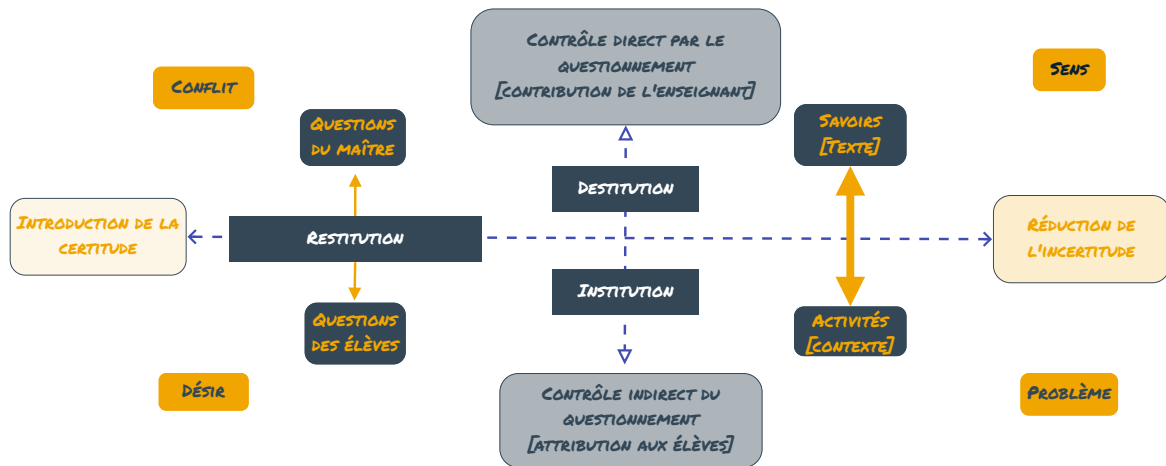 Contrôle direct par le
questionnement
[contribution de l'enseignant]
Conflit
Sens
Questions
du maître
Savoirs
[Texte]
Destitution
Introduction de la
certitude
Restitution
Réduction de
l'incertitude
Institution
Questions
des élèves
Activités
[contexte]
Désir
Contrôle indirect du
questionnement
[attribution aux élèves]
Problème